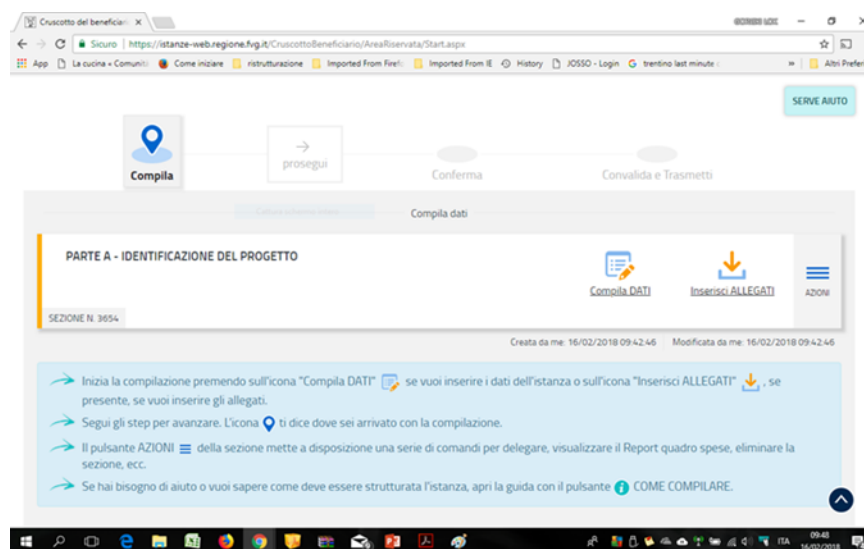 Cruscotto del beneficiari
Sicuro | https://istanze-web.regione.fvg.it/CruscottoBeneficiario/AreaRiservata/Start.aspx
App La cucina « Comunit Come iniziare ristrutturazione Imported From Firef Imported From IE History JOSSO - Login trentino last minute Altri Prefer
SERVE AIUTO
Compila
prosegui
Conferma
Convalida e Trasmetti
Compila dati
PARTE A - IDENTIFICAZIONE DEL PROGETTO
Compila DATI
Inserisci ALLEGATI
AZIONI
SEZIONE N. 3654
Creata da me: 16/02/2018 09:42:46 Modificata da me: 16/02/2018 09:42:46
Inizia la compilazione premendo sull'icona "Compila DATI" se vuoi inserire i dati dell'istanza o sull'icona "Inserisci ALLEGATI" , se
presente, se vuoi inserire gli allegati.
Segui gli step per avanzare. L'icona ti dice dove sei arrivato con la compilazione.
Il pulsante AZIONI della sezione mette a disposizione una serie di comandi per delegare, visualizzare il Report quadro spese, eliminare la
sezione, ecc.
Se hai bisogno di aiuto o vuoi sapere come deve essere strutturata l'istanza, apri la guida con il pulsante COME COMPILARE.
ITA
09:48
16/02/2018